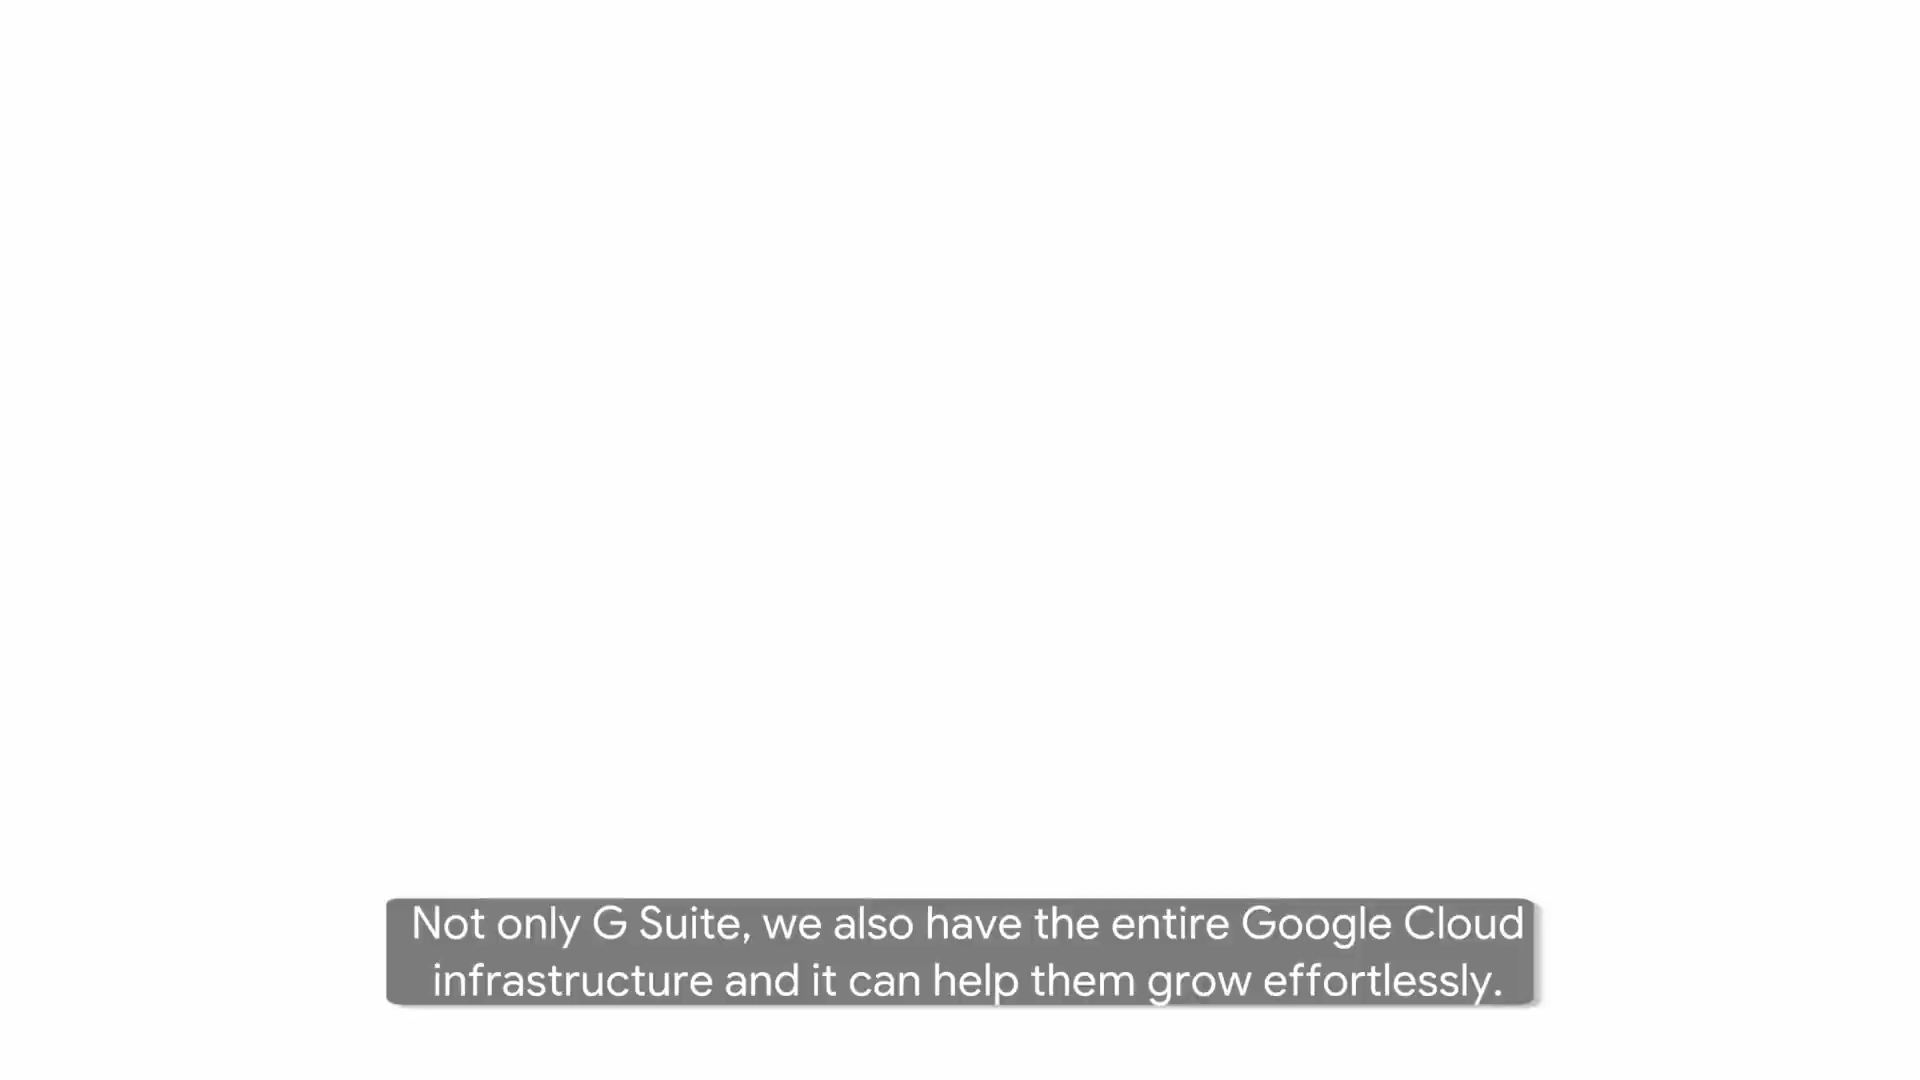 Not only G Suite, we also have the entire Google Cloud
infrastructure and it can help them grow effortlessly.